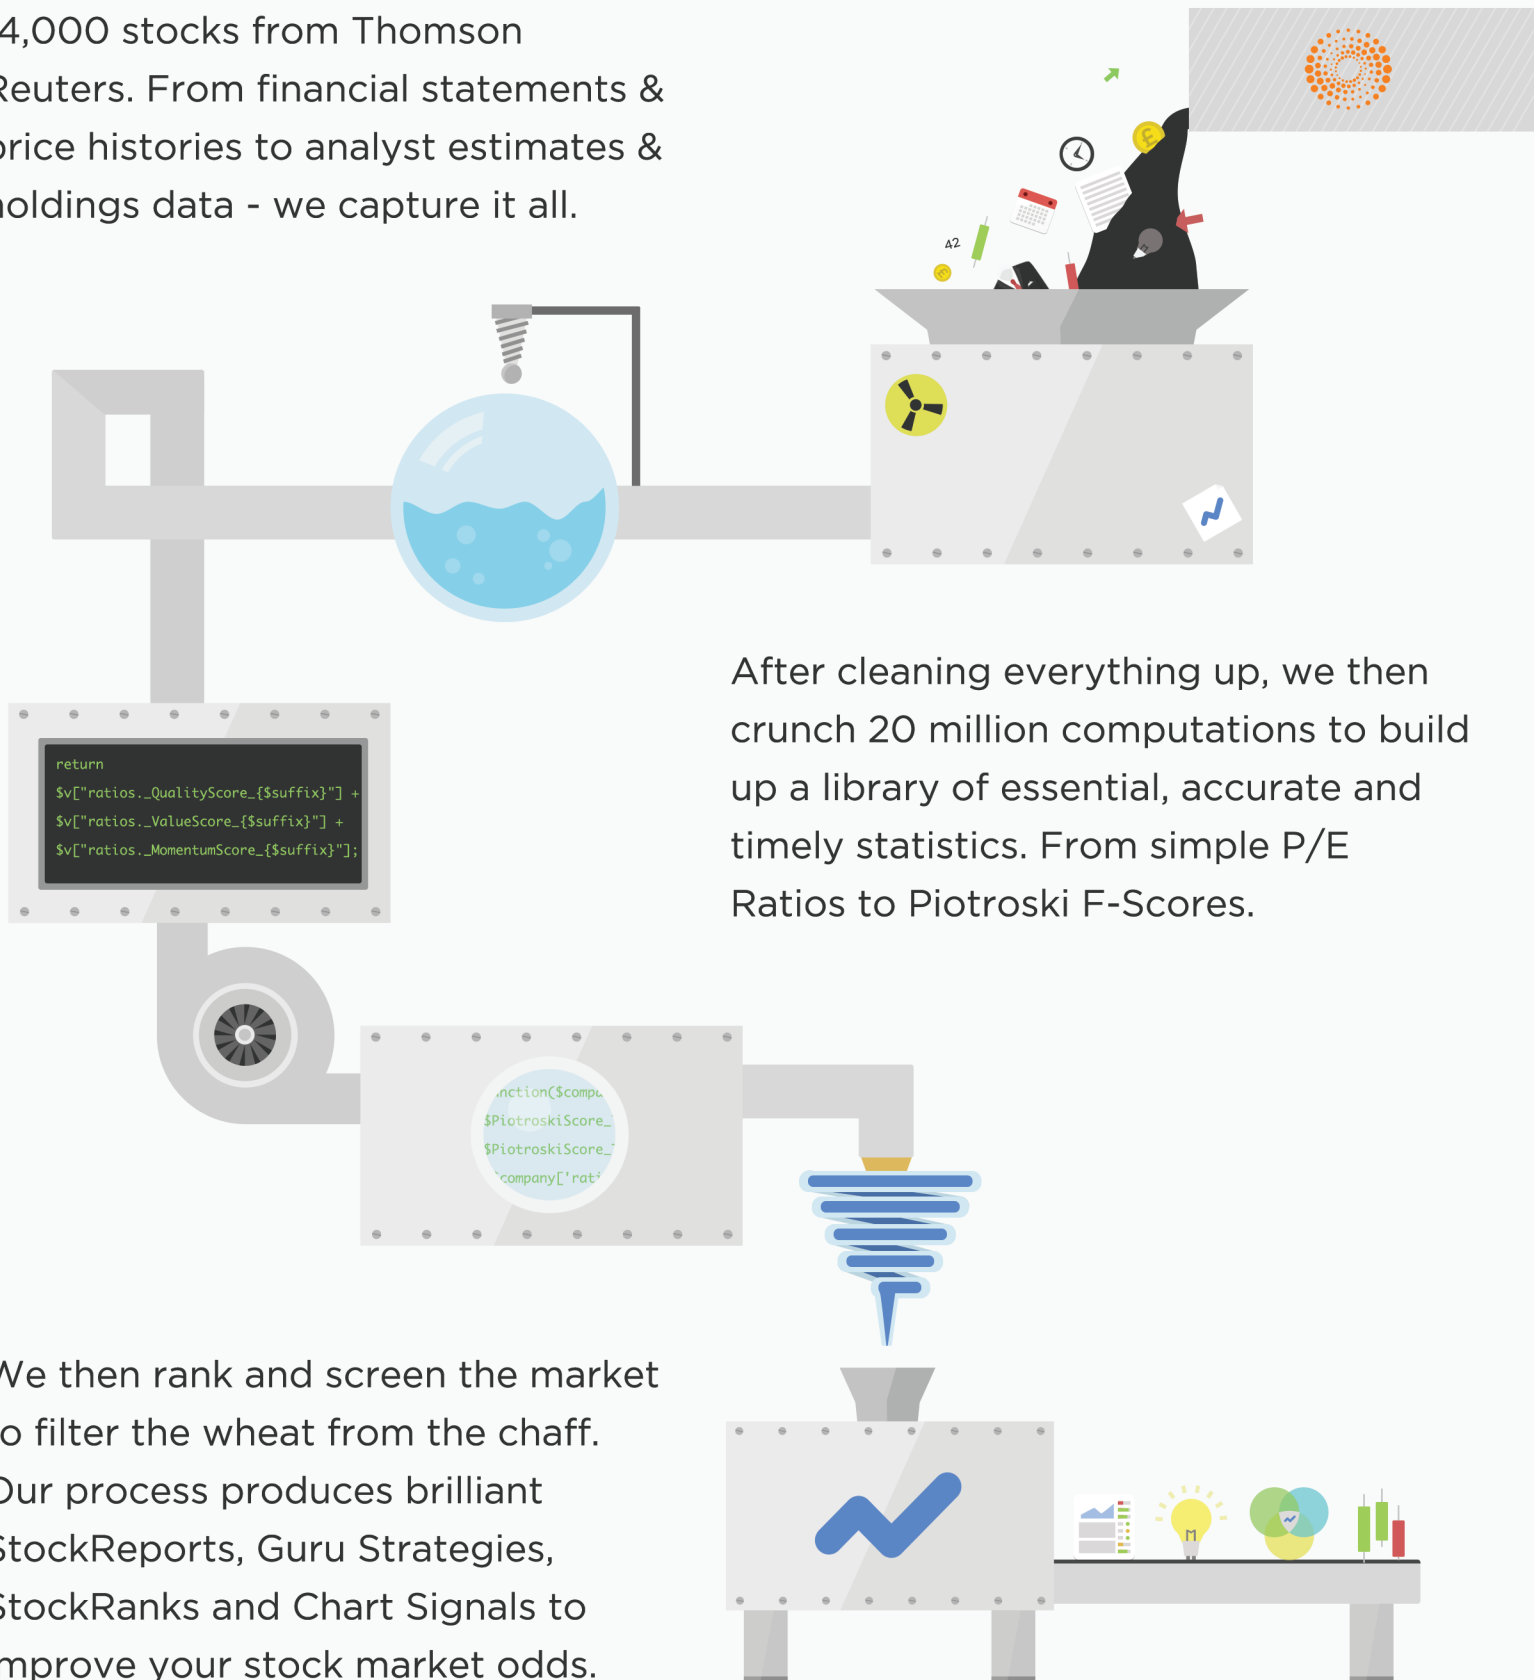 4,000 stocks from Thomson
Reuters. From financial statements &
price histories to analyst estimates &
holdings data - we capture it all.
42
return
$v["ratios._QualityScore_{$suffix}"] +
$v["ratios._ValueScore_{$suffix}"] +
$v["ratios._MomentumScore_{$suffix}"];
After cleaning everything up, we then
crunch 20 million computations to build
up a library of essential, accurate and
timely statistics. From simple P/E
Ratios to Piotroski F-Scores.
nction($compa
$PiotroskiScore_
$PiotroskiScore_
company['rati
We then rank and screen the market
to filter the wheat from the chaff.
Our process produces brilliant
StockReports, Guru Strategies,
StockRanks and Chart Signals to
improve your stock market odds.